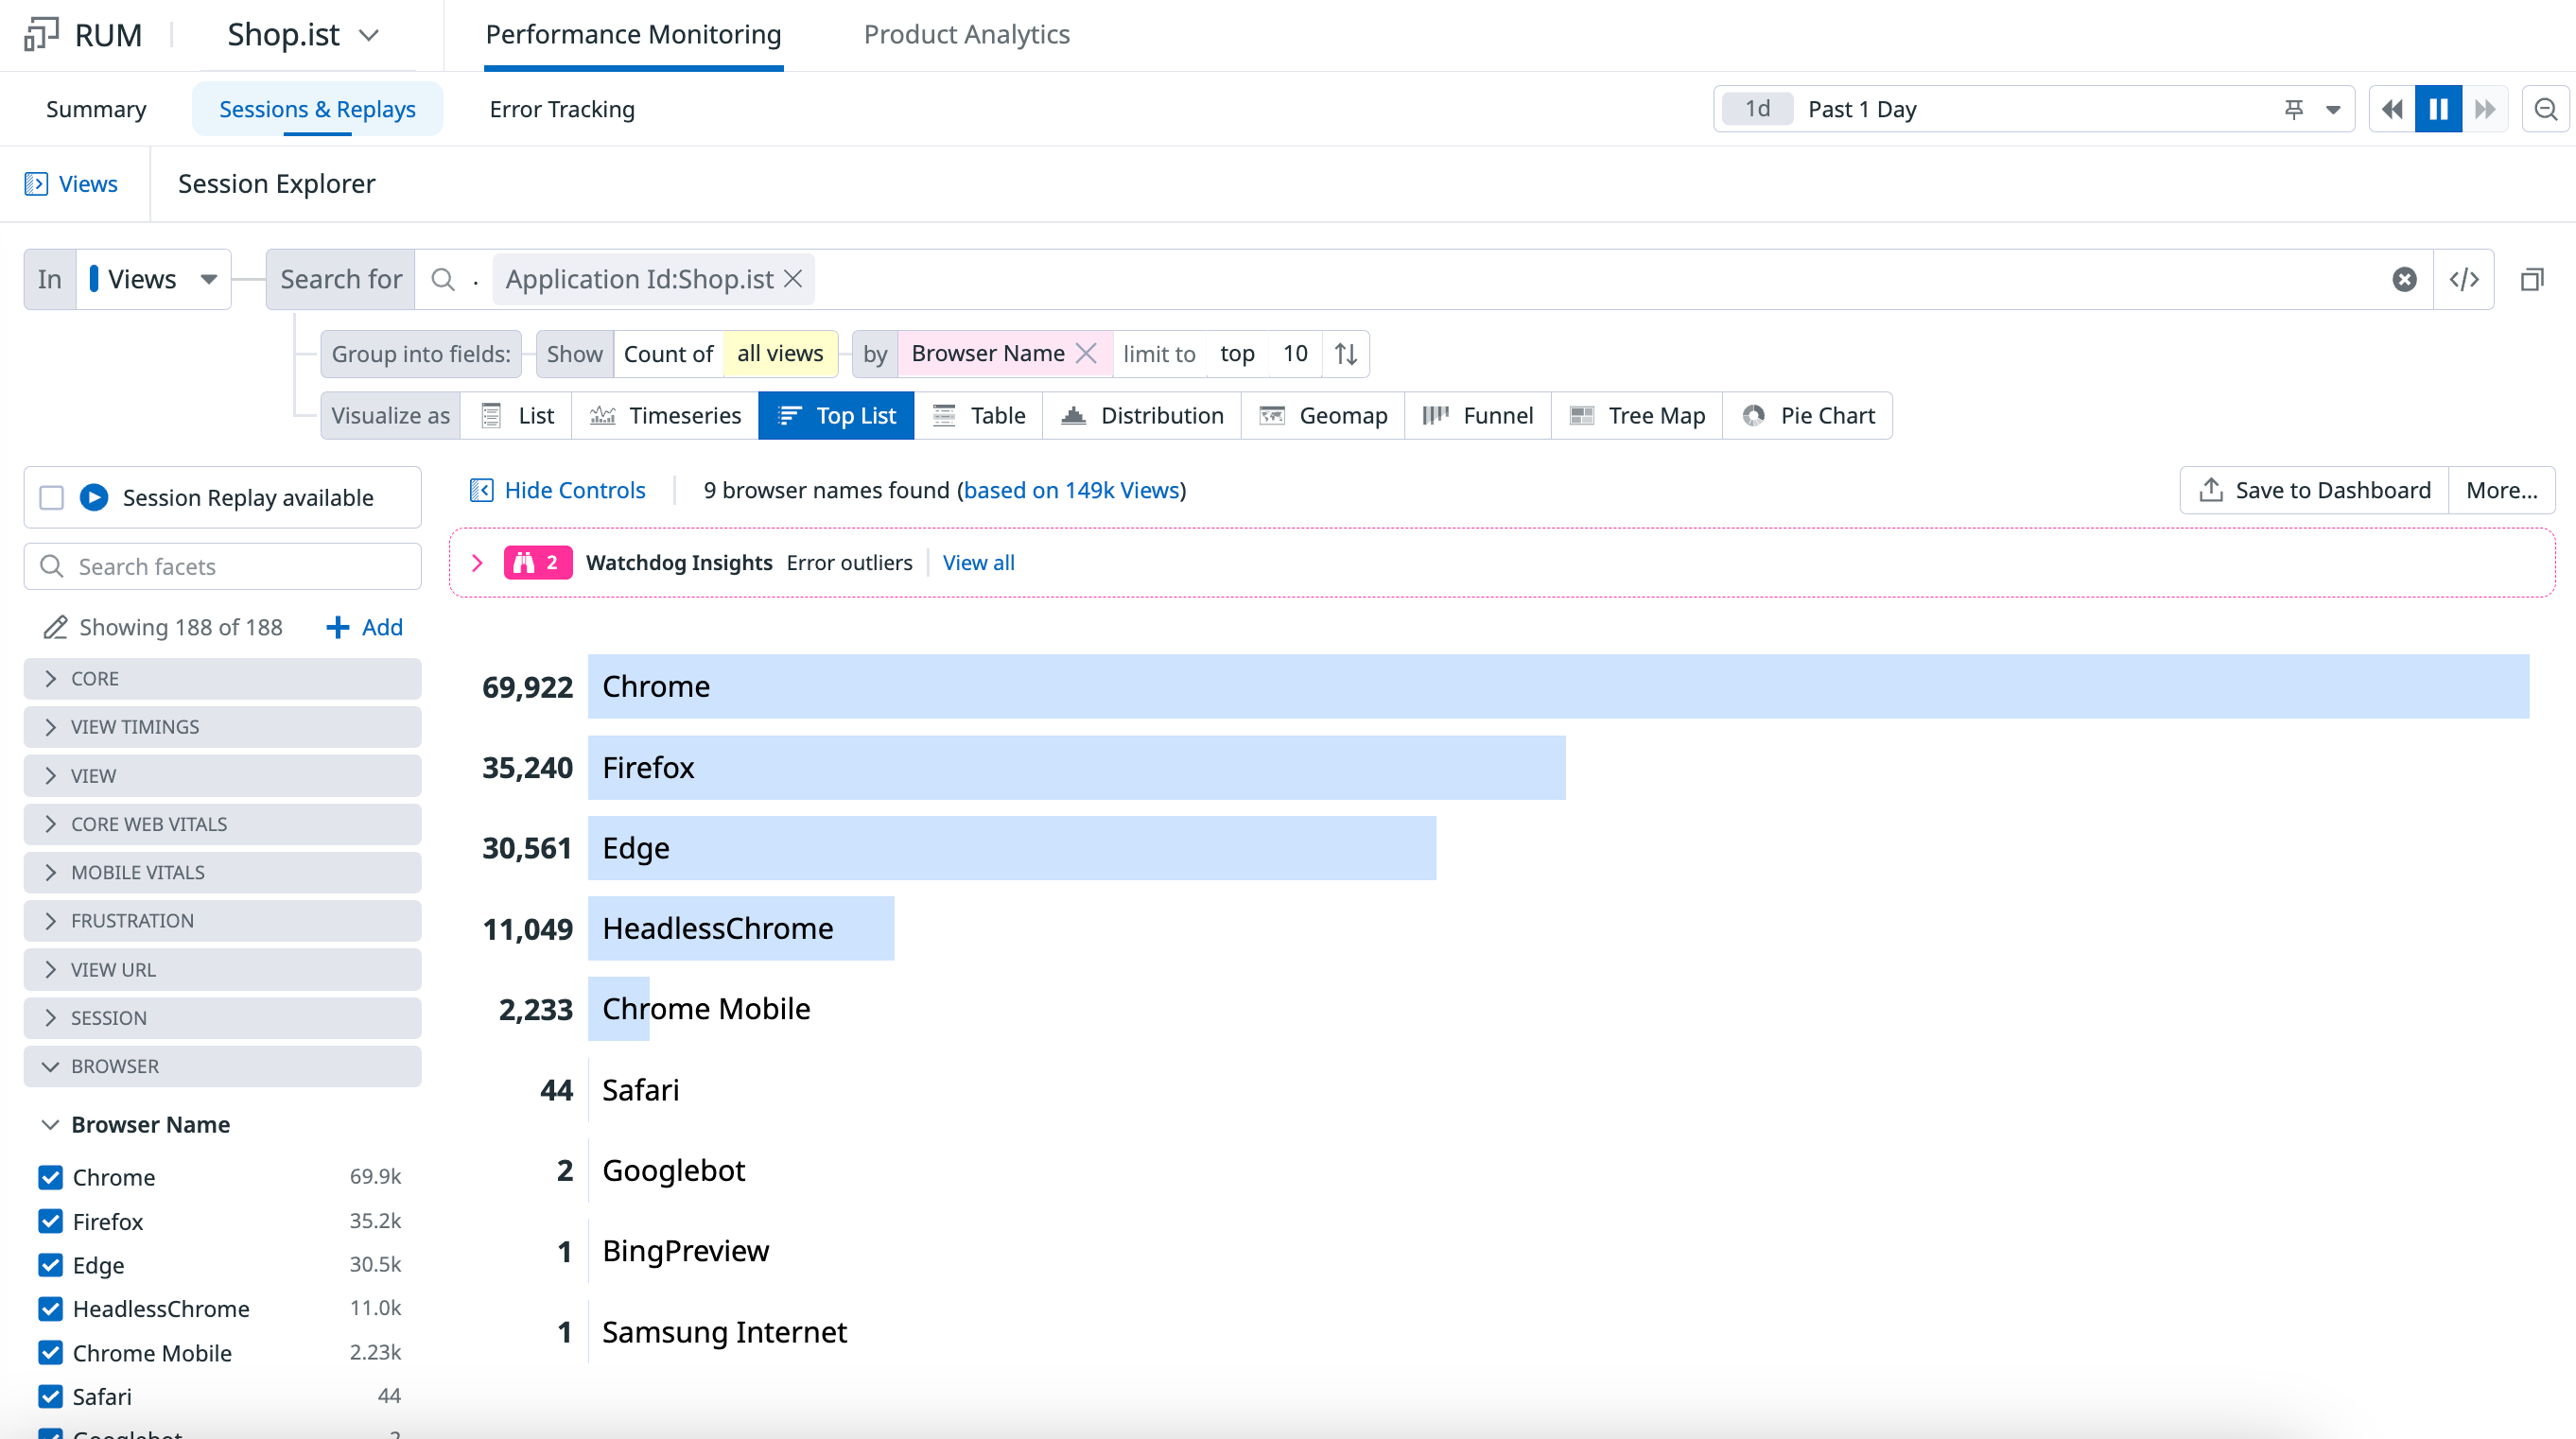 RUM Shop.ist Performance Monitoring Product Analytics
Summary Sessions & Replays Error Tracking 1d Past 1 Day
Views Session Explorer
In Views Search for . Application Id:Shop.ist
Group into fields: Show Count of all views by Browser Name limit to top 10
Visualize as List Timeseries Top List Table Distribution Geomap Funnel Tree Map Pie Chart
Session Replay available
Hide Controls 9 browser names found (based on 149k Views) Save to Dashboard More...
Search facets
2 Watchdog Insights Error outliers View all
Showing 188 of 188 Add
CORE
VIEW TIMINGS
VIEW
CORE WEB VITALS
MOBILE VITALS
FRUSTRATION
VIEW URL
SESSION
BROWSER
Browser Name
Chrome 69.9k
Firefox 35.2k
Edge 30.5k
HeadlessChrome 11.0k
Chrome Mobile 2.23k
Safari 44
Googlebot 2
69,922 Chrome
35,240 Firefox
30,561 Edge
11,049 HeadlessChrome
2,233 Chrome Mobile
44 Safari
2 Googlebot
1 BingPreview
1 Samsung Internet